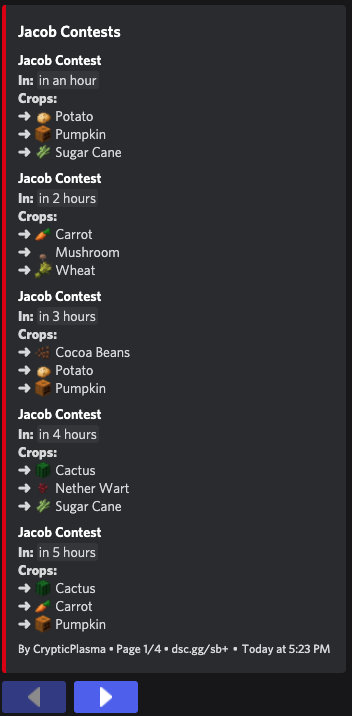 Jacob Contests
Jacob Contest
In: in an hour
Crops:
➜ Potato
➜ Pumpkin
➜ Sugar Cane
Jacob Contest
In: in 2 hours
Crops:
➜ Carrot
➜ Mushroom
➜ Wheat
Jacob Contest
In: in 3 hours
Crops:
➜ Cocoa Beans
➜ Potato
➜ Pumpkin
Jacob Contest
In: in 4 hours
Crops:
➜ Cactus
➜ Nether Wart
➜ Sugar Cane
Jacob Contest
In: in 5 hours
Crops:
➜ Cactus
➜ Carrot
➜ Pumpkin
By CrypticPlasma • Page 1/4 • dsc.gg/sb+ • Today at 5:23 PM